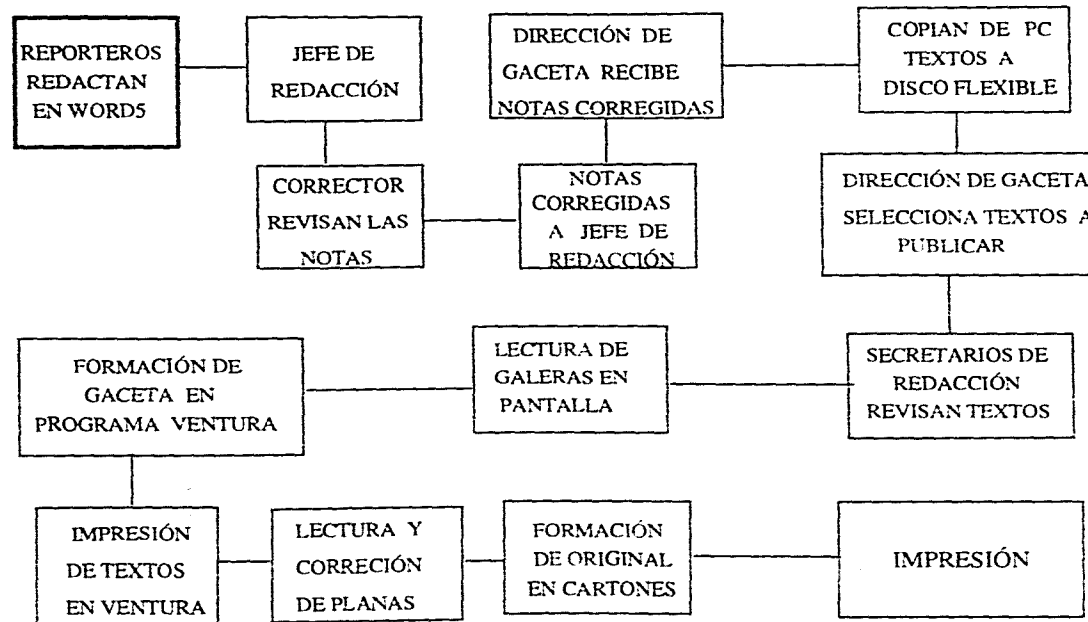 REPORTEROS
REDACTAN
EN WORD5
JEFE DE
REDACCIÓN
CORRECTOR
REVISAN LAS
NOTAS
NOTAS
CORREGIDAS
A JEFE DE
REDACCIÓN
DIRECCIÓN DE
GACETA RECIBE
NOTAS CORREGIDAS
COPIAN DE PC
TEXTOS A
DISCO FLEXIBLE
DIRECCIÓN DE GACETA
SELECCIONA TEXTOS A
PUBLICAR
SECRETARIOS DE
REDACCIÓN
REVISAN TEXTOS
LECTURA DE
GALERAS EN
PANTALLA
FORMACIÓN DE
GACETA EN
PROGRAMA VENTURA
IMPRESIÓN
DE TEXTOS
EN VENTURA
LECTURA Y
CORRECIÓN
DE PLANAS
FORMACIÓN
DE ORIGINAL
EN CARTONES
IMPRESIÓN